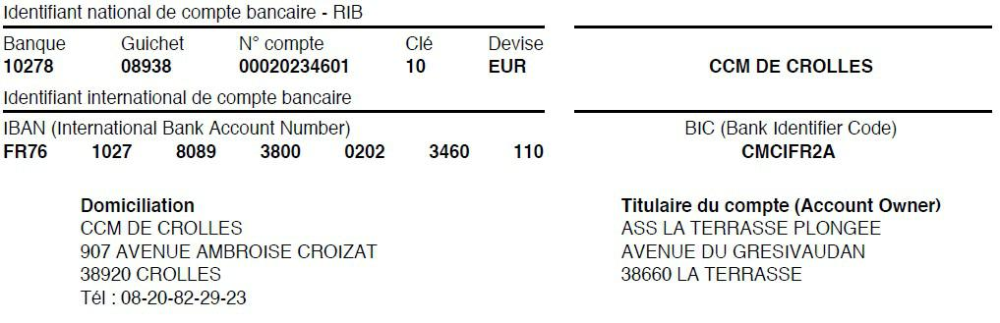 Identifiant national de compte bancaire - RIB
Banque Guichet N° compte Clé Devise
10278 08938 00020234601 10 EUR
CCM DE CROLLES
Identifiant international de compte bancaire
IBAN (International Bank Account Number)
FR76 1027 8089 3800 0202 3460 110
BIC (Bank Identifier Code)
CMCIFR2A
Domiciliation
CCM DE CROLLES
907 AVENUE AMBROISE CROIZAT
38920 CROLLES
Tél : 08-20-82-29-23
Titulaire du compte (Account Owner)
ASS LA TERRASSE PLONGEE
AVENUE DU GRESIVAUDAN
38660 LA TERRASSE